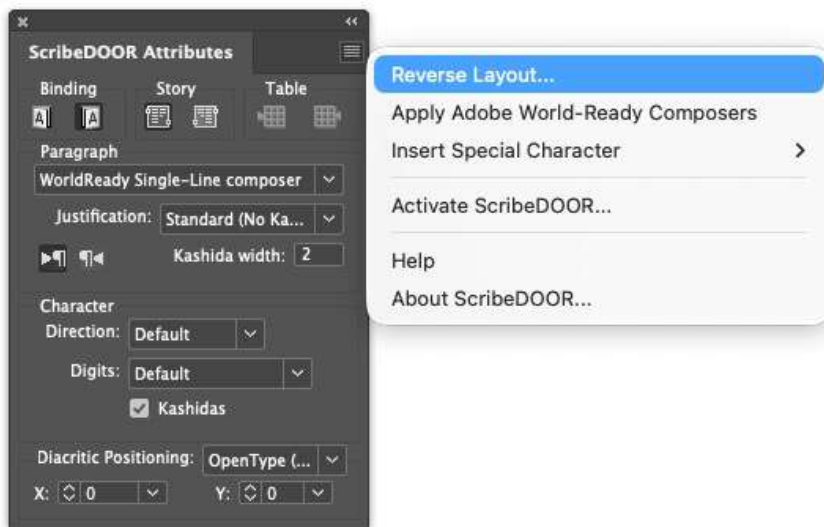 ScribeDOOR Attributes
Binding Story Table
Paragraph
WorldReady Single-Line composer
Justification: Standard (No Ka...
Kashida width: 2
Character
Direction: Default
Digits: Default
Kashidas
Diacritic Positioning: OpenType (...
X: 0 Y: 0
Reverse Layout...
Apply Adobe World-Ready Composers
Insert Special Character
Activate ScribeDOOR...
Help
About ScribeDOOR...